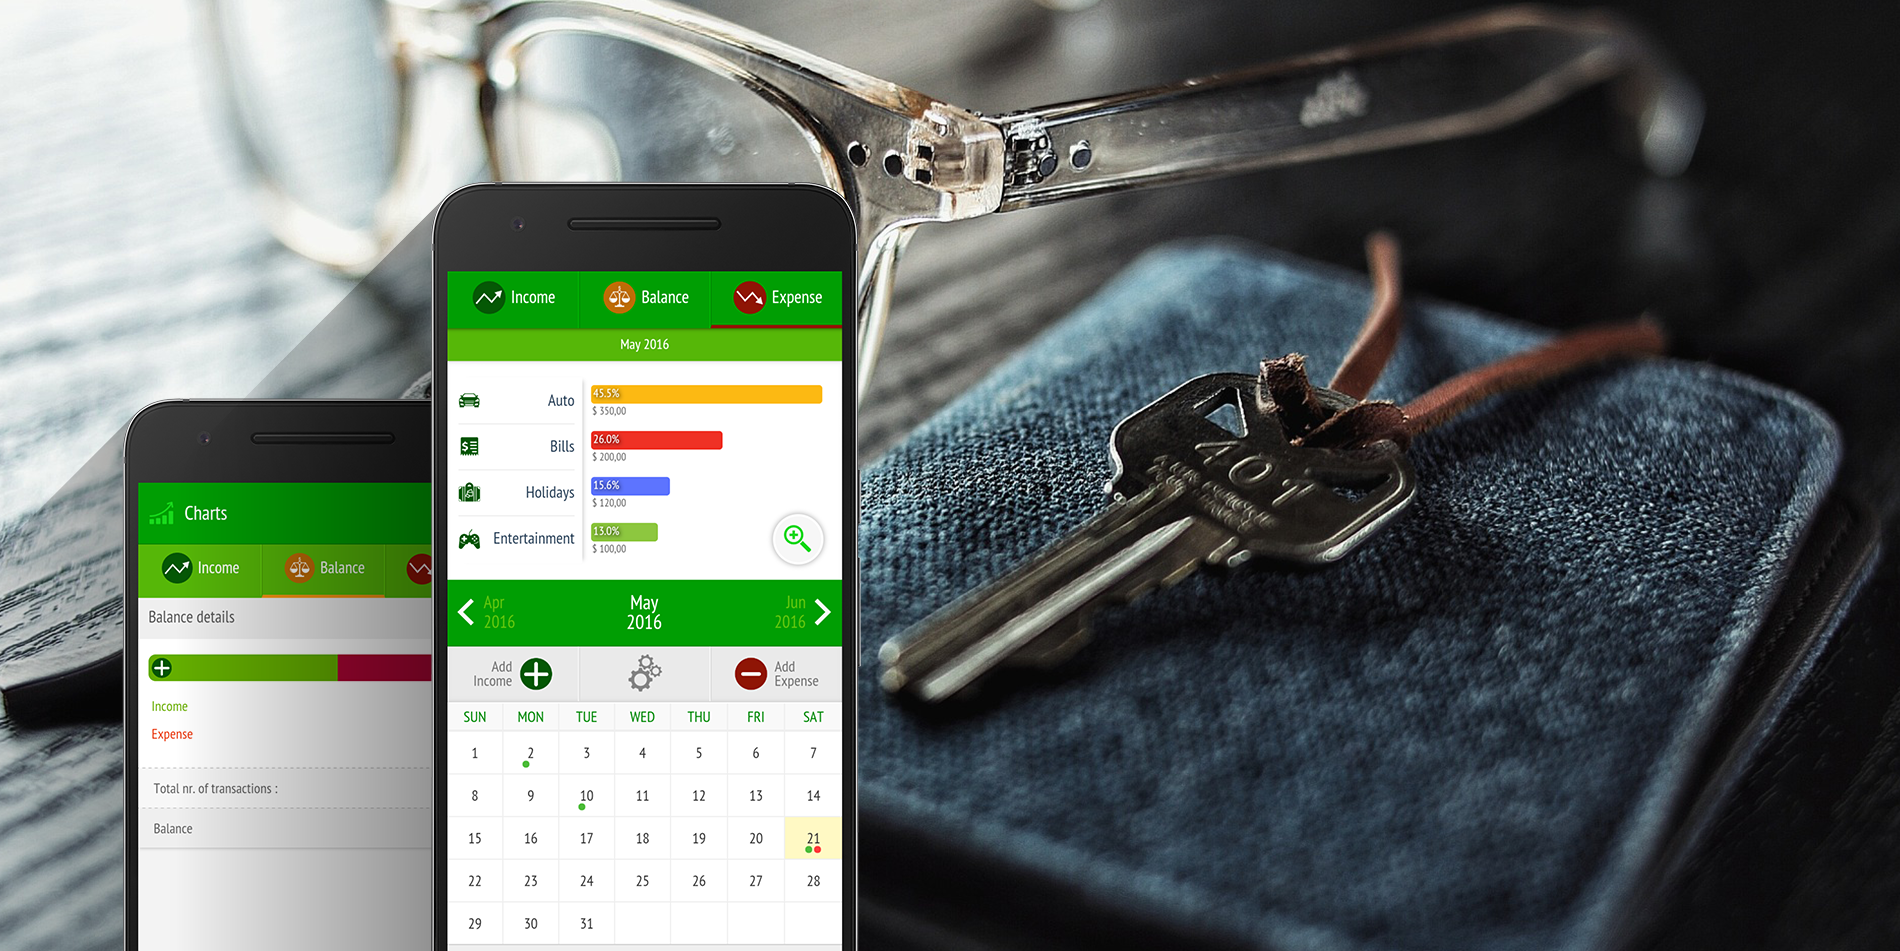 Income
Balance
Expense
May 2016
Auto
45.5%
$ 350,00
Bills
26.0%
$ 200,00
Holidays
15.6%
$ 120,00
Entertainment
13.0%
$ 100,00
Apr
2016
May
2016
Jun
2016
Add
Income
Add
Expense
SUN MON TUE WED THU FRI SAT
1 2 3 4 5 6 7
8 9 10 11 12 13 14
15 16 17 18 19 20 21
22 23 24 25 26 27 28
29 30 31
Charts
Income
Balance
Balance details
Income
Expense
Total nr. of transactions :
Balance